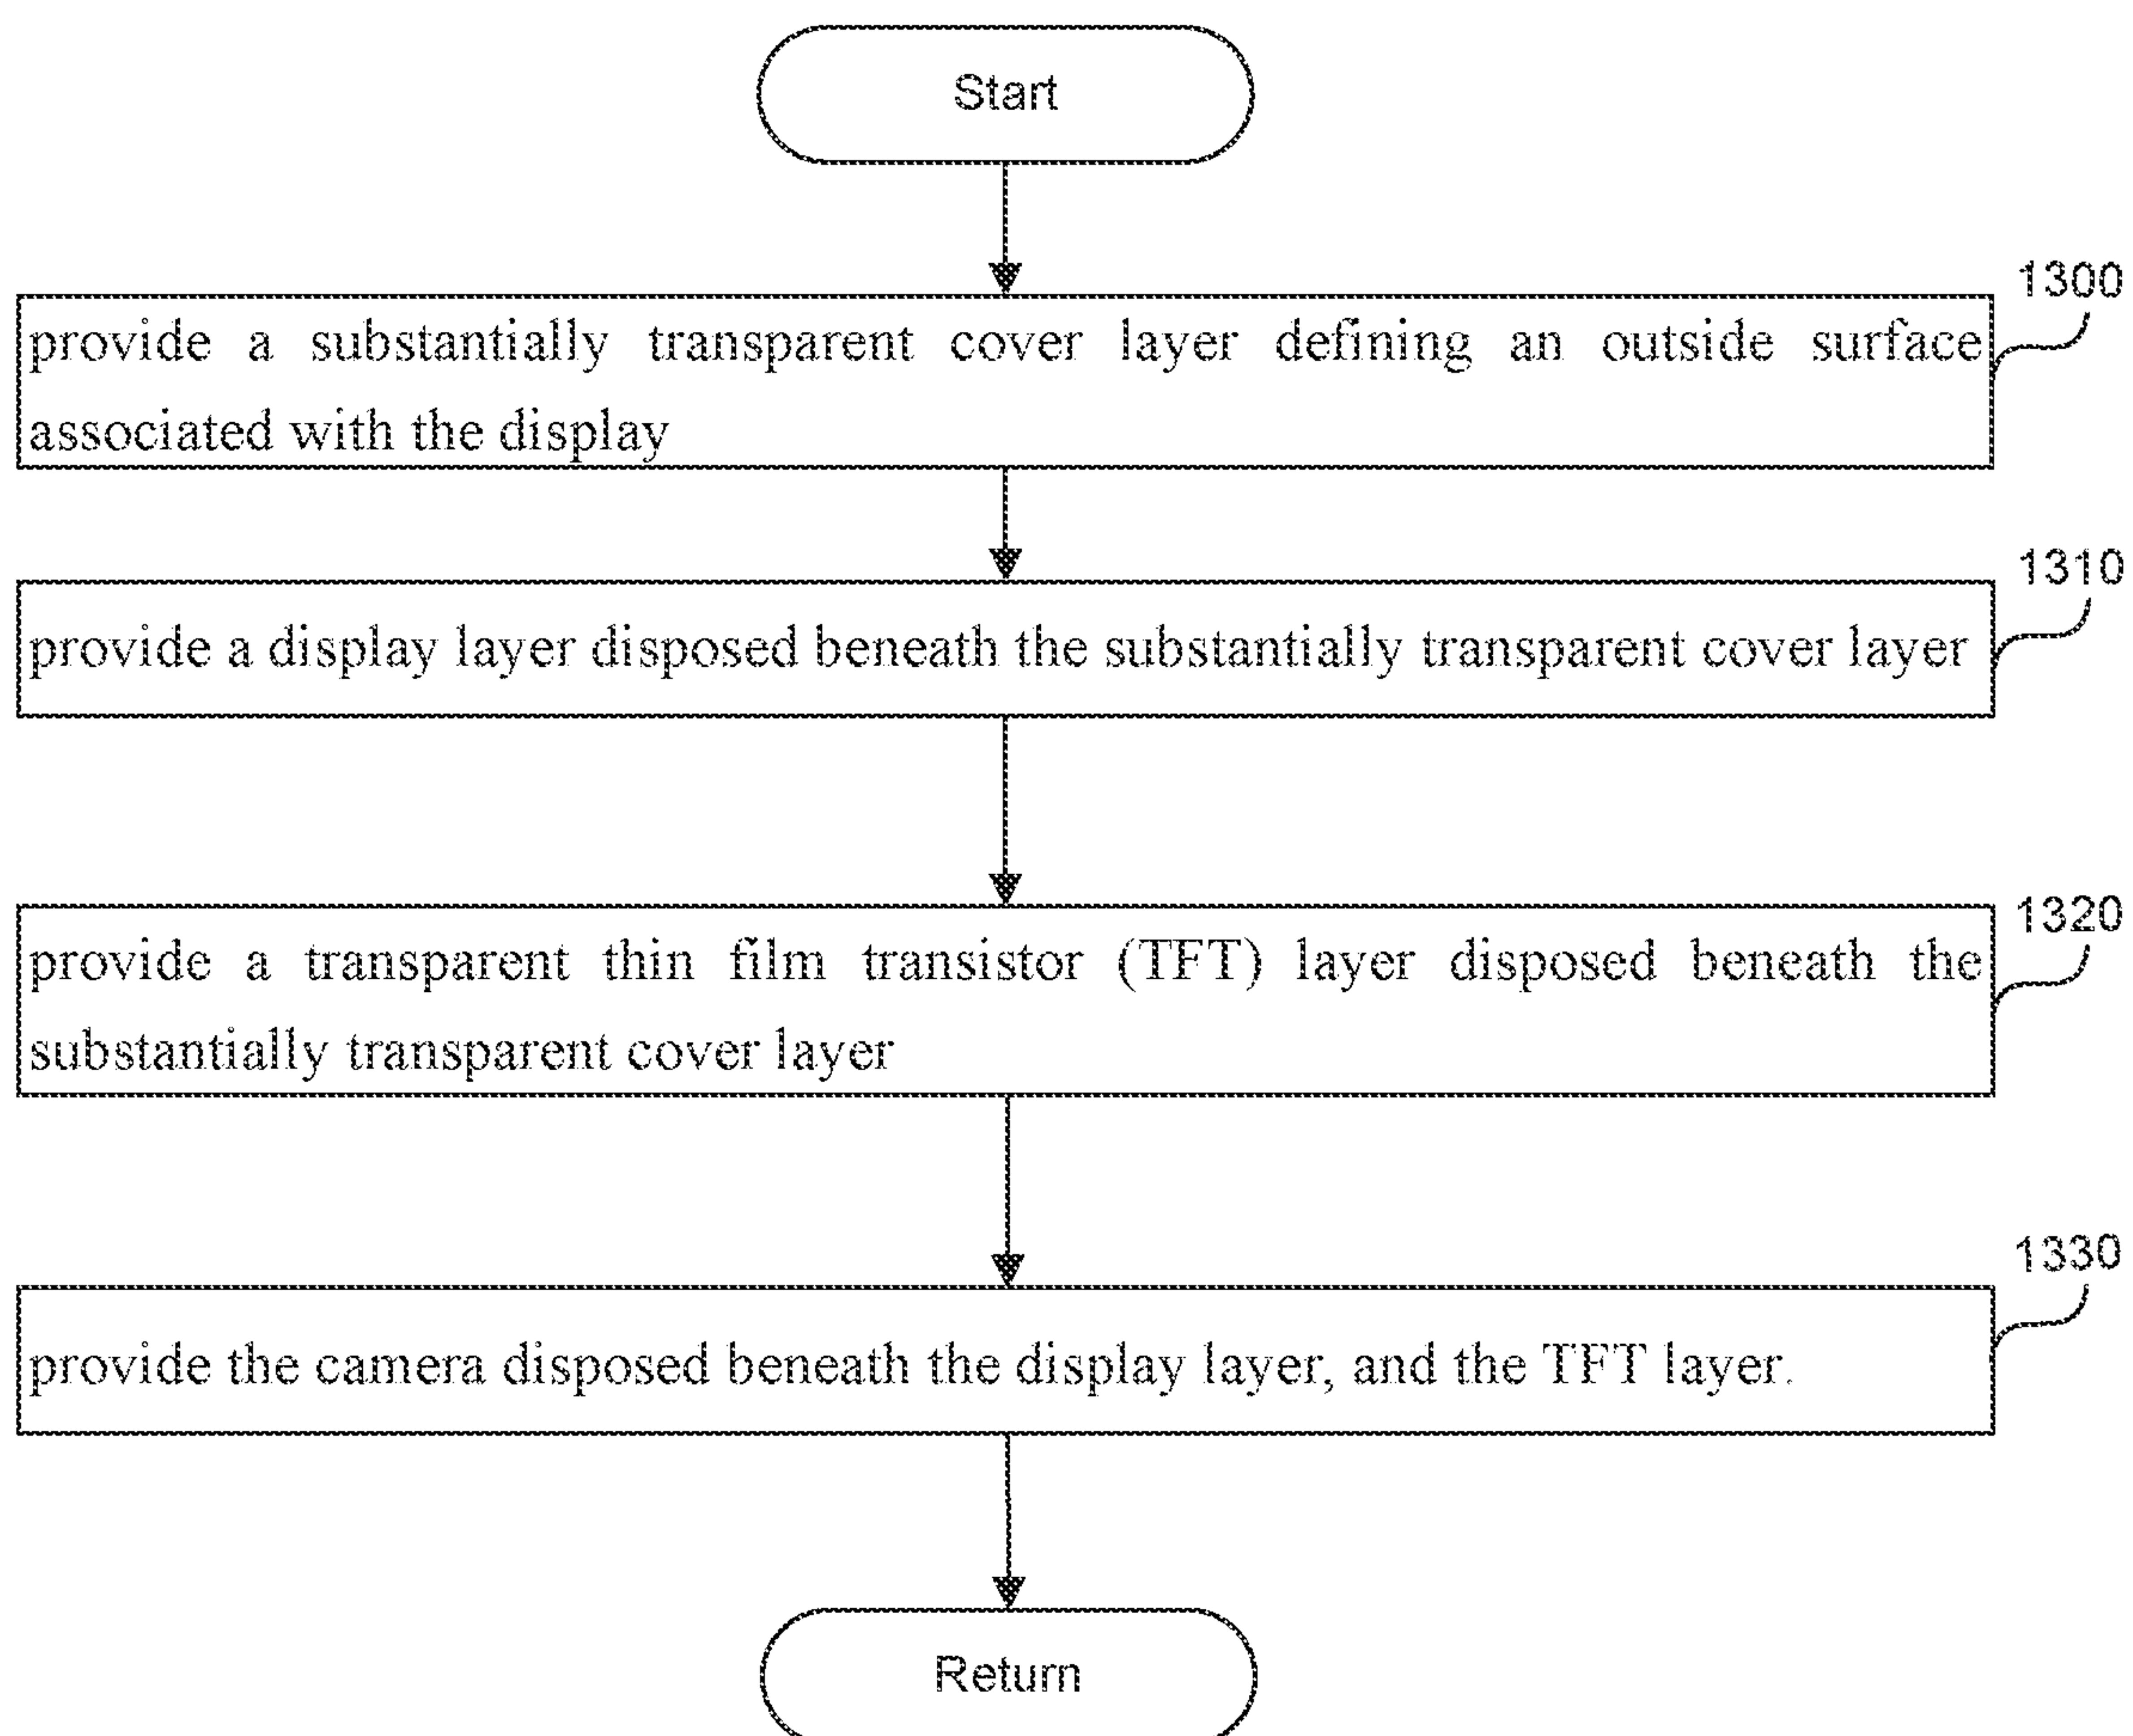 Start
1300
provide a substantially transparent cover layer defining an outside surface
associated with the display
1310
provide a display layer disposed beneath the substantially transparent cover layer
1320
provide a transparent thin film transistor (TFT) layer disposed beneath the
substantially transparent cover layer
1330
provide the camera disposed beneath the display layer, and the TFT layer.
Return